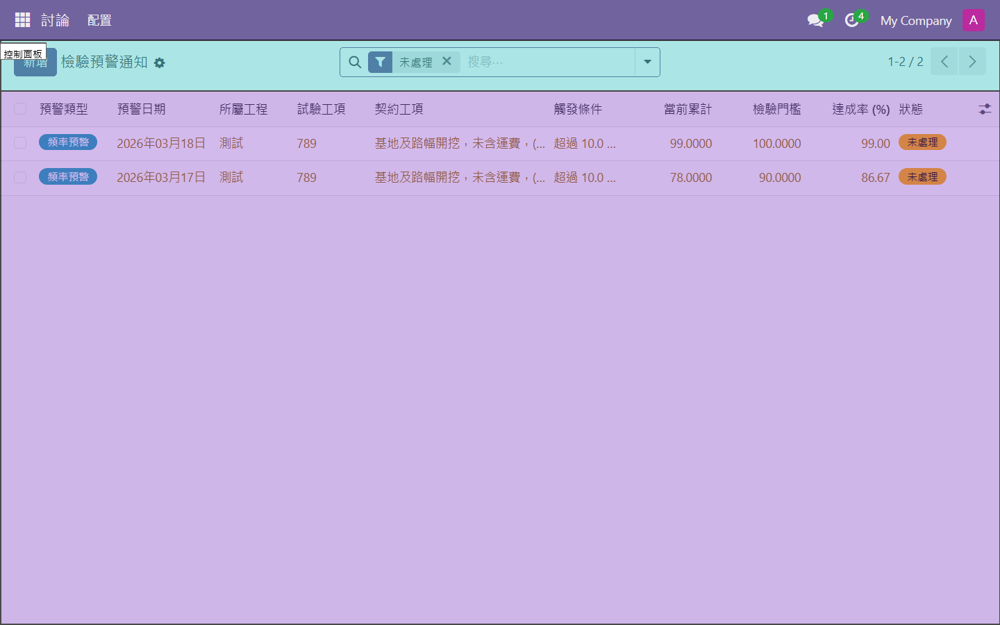 討論 配置 1 4 My Company A
控制面板
新增 檢驗預警通知 未處理 搜尋... 1-2 / 2
預警類型 預警日期 所屬工程 試驗工項 契約工項 觸發條件 當前累計 檢驗門檻 達成率 (%) 狀態
頻率預警 2026年03月18日 測試 789 基地及路幅開挖，未含運費，(... 超過 10.0 ... 99.0000 100.0000 99.00 未處理
頻率預警 2026年03月17日 測試 789 基地及路幅開挖，未含運費，(... 超過 10.0 ... 78.0000 90.0000 86.67 未處理